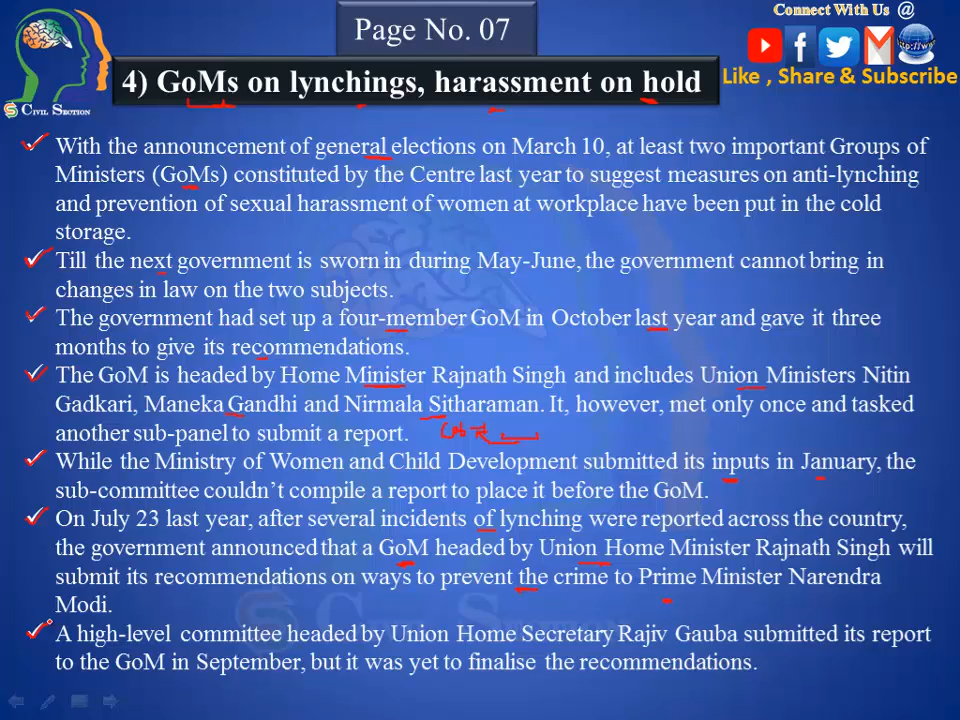 Page No. 07
Connect With Us @
Like , Share & Subscribe
CIVIL SECTION
4) GoMs on lynchings, harassment on hold
With the announcement of general elections on March 10, at least two important Groups of
Ministers (GoMs) constituted by the Centre last year to suggest measures on anti-lynching
and prevention of sexual harassment of women at workplace have been put in the cold
storage.
Till the next government is sworn in during May-June, the government cannot bring in
changes in law on the two subjects.
The government had set up a four-member GoM in October last year and gave it three
months to give its recommendations.
The GoM is headed by Home Minister Rajnath Singh and includes Union Ministers Nitin
Gadkari, Maneka Gandhi and Nirmala Sitharaman. It, however, met only once and tasked
another sub-panel to submit a report.
While the Ministry of Women and Child Development submitted its inputs in January, the
sub-committee couldn't compile a report to place it before the GoM.
On July 23 last year, after several incidents of lynching were reported across the country,
the government announced that a GoM headed by Union Home Minister Rajnath Singh will
submit its recommendations on ways to prevent the crime to Prime Minister Narendra
Modi.
A high-level committee headed by Union Home Secretary Rajiv Gauba submitted its report
to the GoM in September, but it was yet to finalise the recommendations.